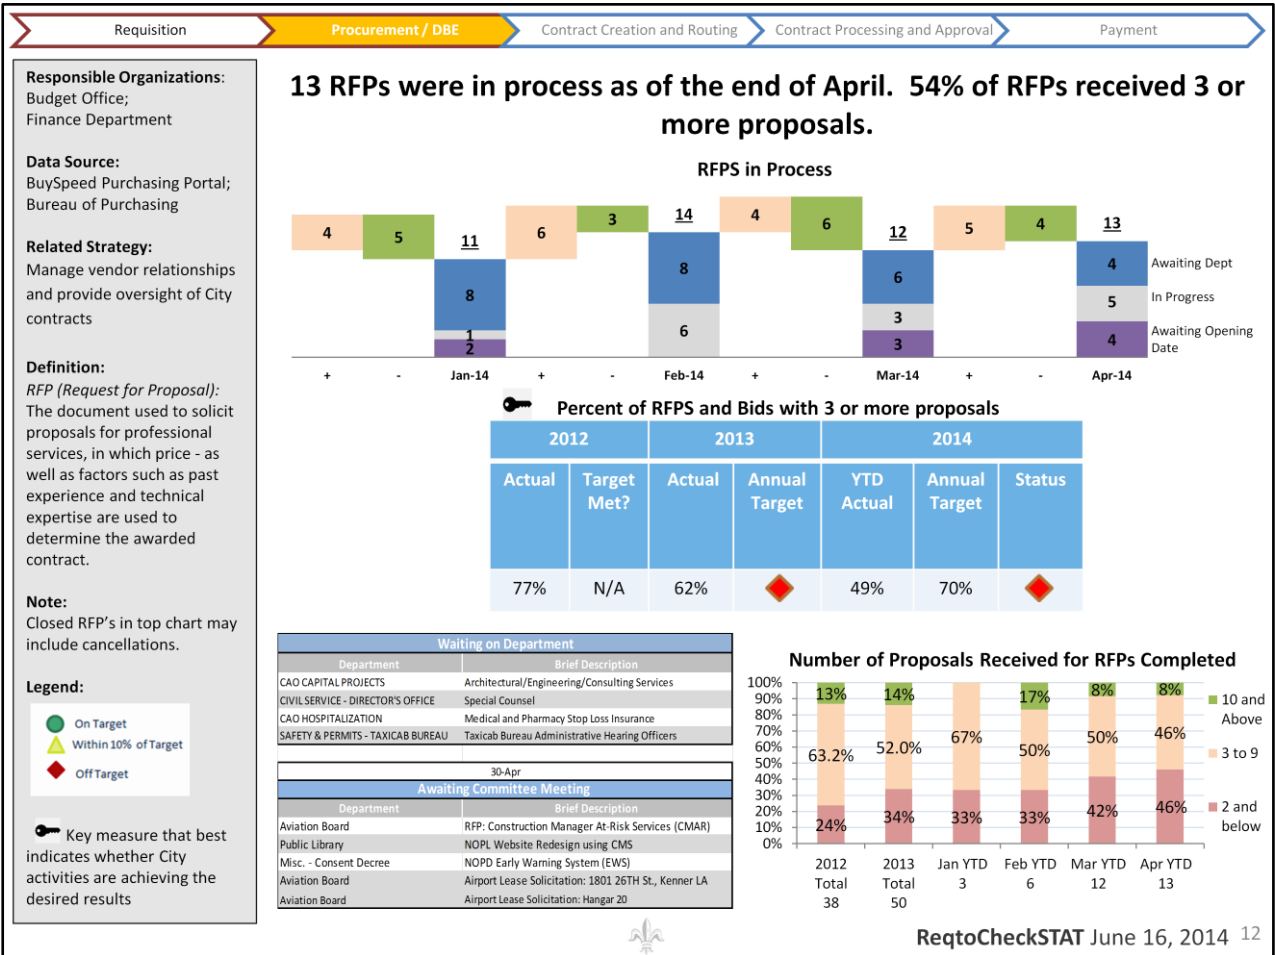 Requisition
Procurement / DBE
Contract Creation and Routing
Contract Processing and Approval
Payment
Responsible Organizations:
Budget Office;
Finance Department
Data Source:
BuySpeed Purchasing Portal;
Bureau of Purchasing
Related Strategy:
Manage vendor relationships
and provide oversight of City
contracts
Definition:
RFP (Request for Proposal):
The document used to solicit
proposals for professional
services, in which price - as
well as factors such as past
experience and technical
expertise are used to
determine the awarded
contract.
Note:
Closed RFP's in top chart may
include cancellations.
Legend:
On Target
Within 10% of Target
Off Target
Key measure that best
indicates whether City
activities are achieving the
desired results
13 RFPs were in process as of the end of April. 54% of RFPs received 3 or
more proposals.
RFPS in Process
4 5 11 6 3 14 4 6 12 5 4 13
8 8 6 4 Awaiting Dept
1 6 3 5 In Progress
2 3 4 Awaiting Opening
Date
+ - Jan-14 + - Feb-14 + - Mar-14 + - Apr-14
Percent of RFPS and Bids with 3 or more proposals
2012 2013 2014
Actual Target Met? Actual Annual Target YTD Actual Annual Target Status
77% N/A 62% 49% 70%
Waiting on Department
Department Brief Description
CAO CAPITAL PROJECTS Architectural/Engineering/Consulting Services
CIVIL SERVICE - DIRECTOR'S OFFICE Special Counsel
CAO HOSPITALIZATION Medical and Pharmacy Stop Loss Insurance
SAFETY & PERMITS - TAXICAB BUREAU Taxicab Bureau Administrative Hearing Officers
30-Apr
Awaiting Committee Meeting
Department Brief Description
Aviation Board RFP: Construction Manager At-Risk Services (CMAR)
Public Library NOPL Website Redesign using CMS
Misc. - Consent Decree NOPD Early Warning System (EWS)
Aviation Board Airport Lease Solicitation: 1801 26TH St., Kenner LA
Aviation Board Airport Lease Solicitation: Hangar 20
Number of Proposals Received for RFPs Completed
100%
90%
80%
70%
60%
50%
40%
30%
20%
10%
0%
13% 14% 17% 8% 8%
63.2% 52.0% 67% 50% 50% 46%
24% 34% 33% 33% 42% 46%
10 and
Above
3 to 9
2 and
below
2012 2013 Jan YTD Feb YTD Mar YTD Apr YTD
Total Total 3 6 12 13
38 50
ReqtoCheckSTAT June 16, 2014 12